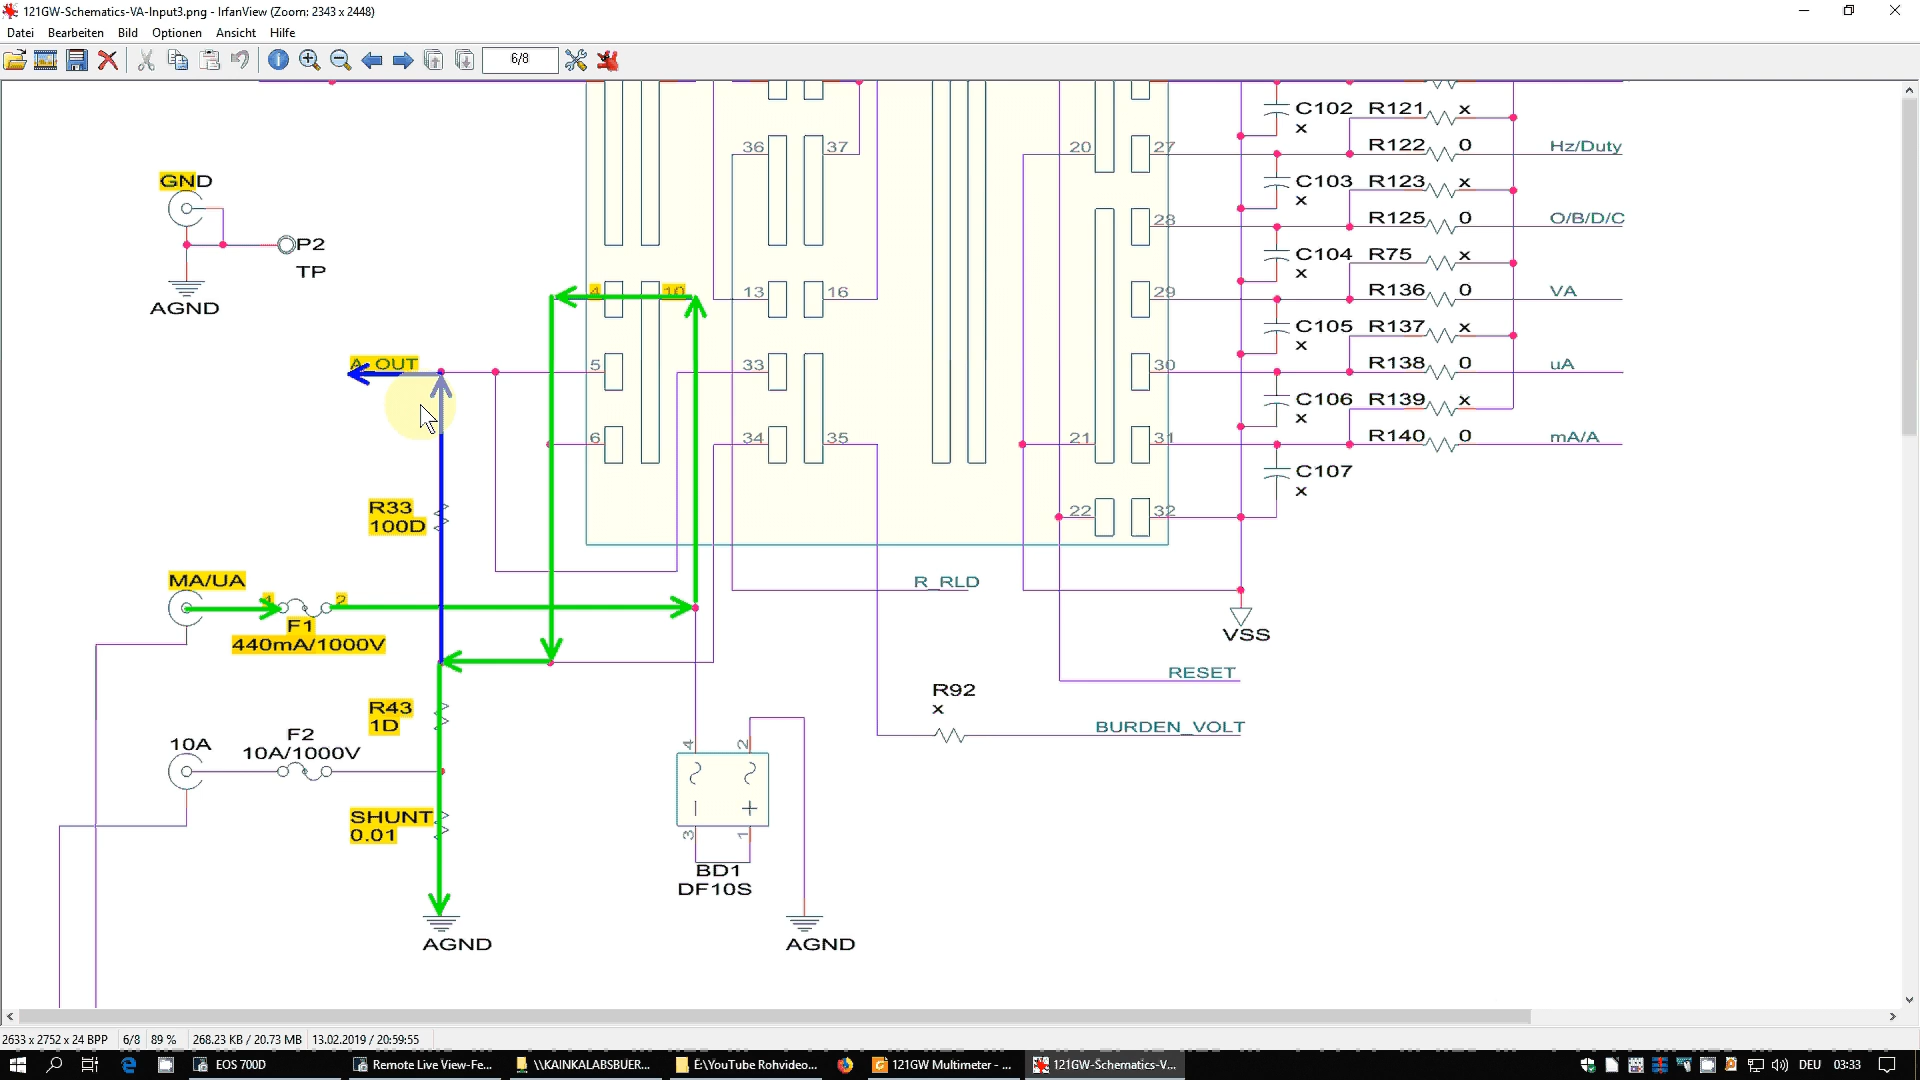 121GW-Schematics-VA-Input3.png - IrfanView (Zoom: 2343 x 2448)
Datei Bearbeiten Bild Optionen Ansicht Hilfe
6/8
C102 R121 x
x
36 37 20 27 R122 0 Hz/Duty
GND
C103 R123 x
x
28 R125 0 O/B/D/C
P2
TP
C104 R75 x
x
AGND
4 10 13 16 29 R136 0 VA
C105 R137 x
x
A_OUT
5 33 30 R138 0 uA
C106 R139 x
x
6 34 35 21 31 R140 0 mA/A
C107
x
R33
100D
22 32
MA/UA
R_RLD
1 2
F1
440mA/1000V
VSS
RESET
R92
x
R43
1D
BURDEN_VOLT
F2
10A 10A/1000V
4 2
SHUNT
0.01
3 1
BD1
DF10S
AGND AGND
2633 x 2752 x 24 BPP 6/8 89 % 268.23 KB / 20.73 MB 13.02.2019 / 20:59:55
EOS 700D Remote Live View-Fe... \\KAINKALABSBUER... E:\YouTube Rohvideo... 121GW Multimeter - ... 121GW-Schematics-V... DEU 03:33